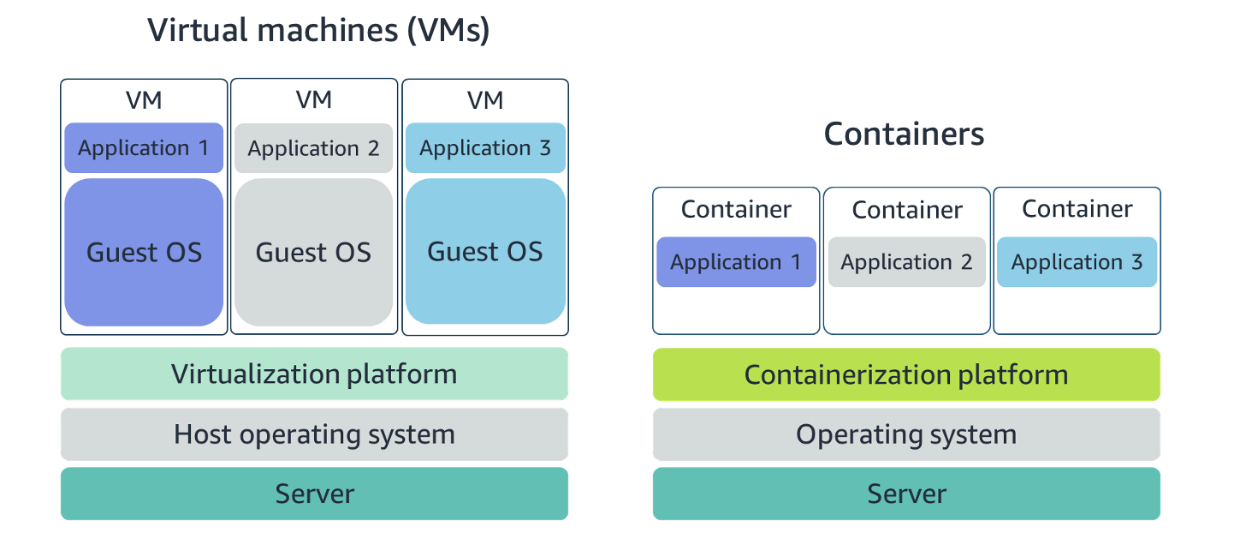 Virtual machines (VMs)
VM
VM
VM
Application 1
Application 2
Application 3
Guest OS
Guest OS
Guest OS
Virtualization platform
Host operating system
Server
Containers
Container
Container
Container
Application 1
Application 2
Application 3
Containerization platform
Operating system
Server